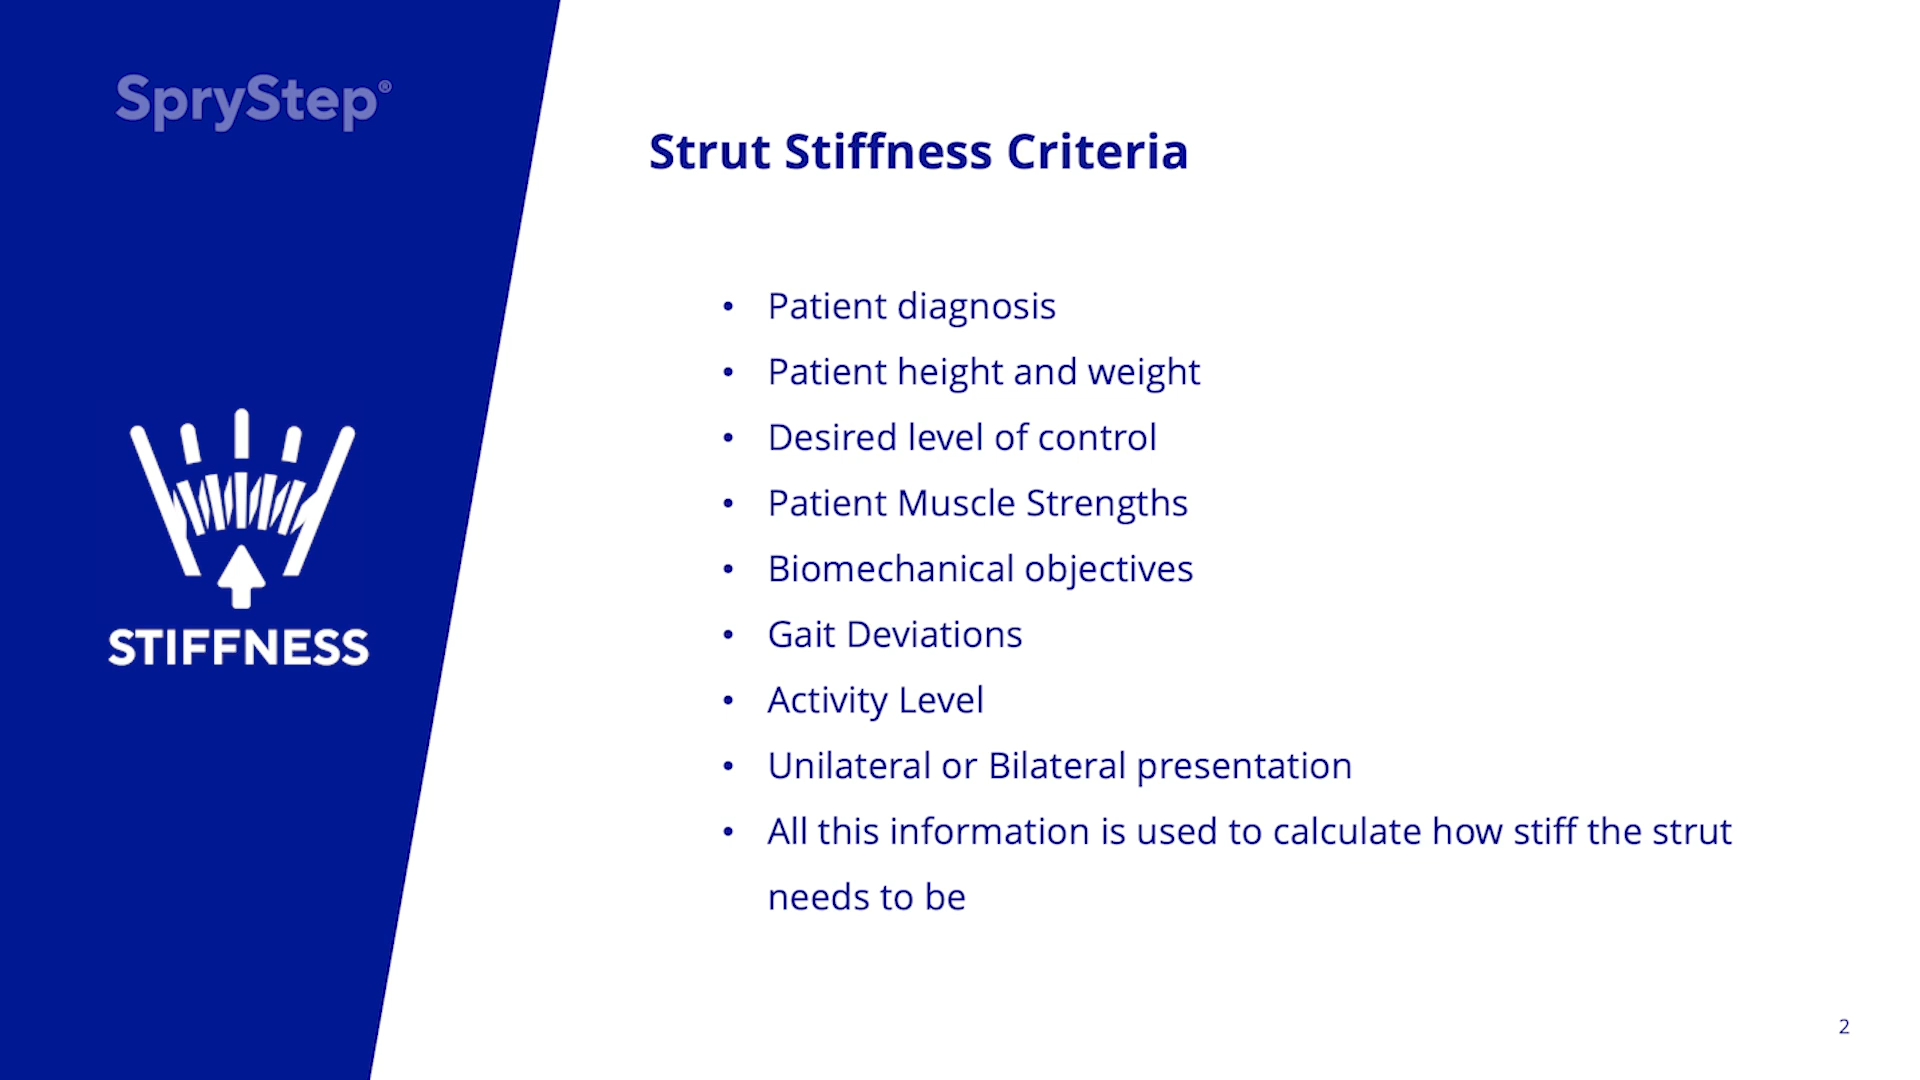 SpryStep®
Strut Stiffness Criteria
• Patient diagnosis
• Patient height and weight
• Desired level of control
• Patient Muscle Strengths
• Biomechanical objectives
• Gait Deviations
• Activity Level
• Unilateral or Bilateral presentation
• All this information is used to calculate how stiff the strut
needs to be
STIFFNESS
2